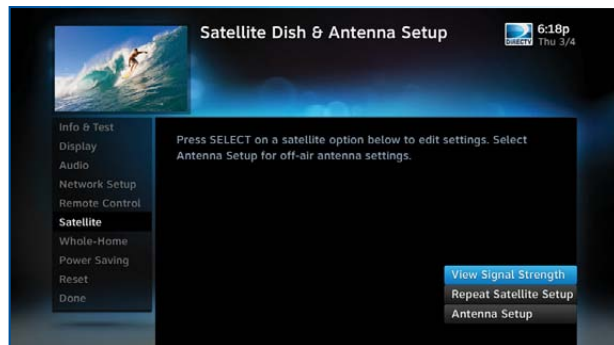 Satellite Dish & Antenna Setup
DIRECTV
6:18p
Thu 3/4
Info & Test
Display
Audio
Network Setup
Remote Control
Satellite
Whole-Home
Power Saving
Reset
Done
Press SELECT on a satellite option below to edit settings. Select
Antenna Setup for off-air antenna settings.
View Signal Strength
Repeat Satellite Setup
Antenna Setup